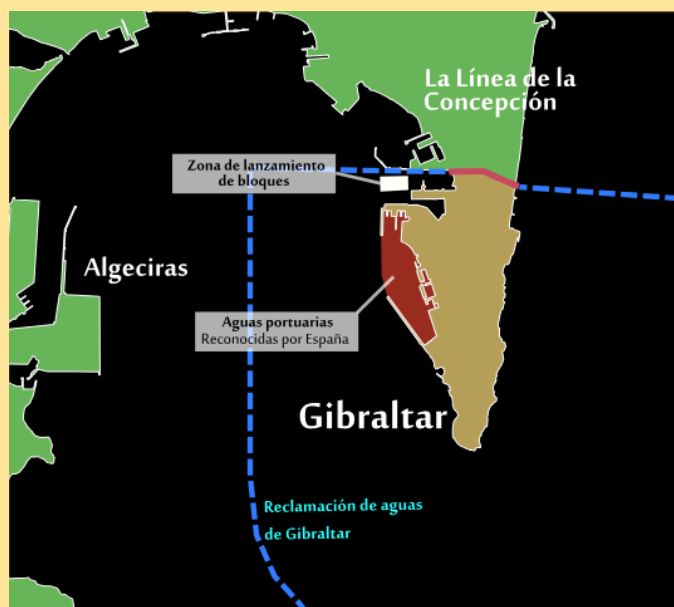 La Línea de la
Concepción
Zona de lanzamiento
de bloques
Algeciras
Aguas portuarias
Reconocidas por España
Gibraltar
Reclamación de aguas
de Gibraltar